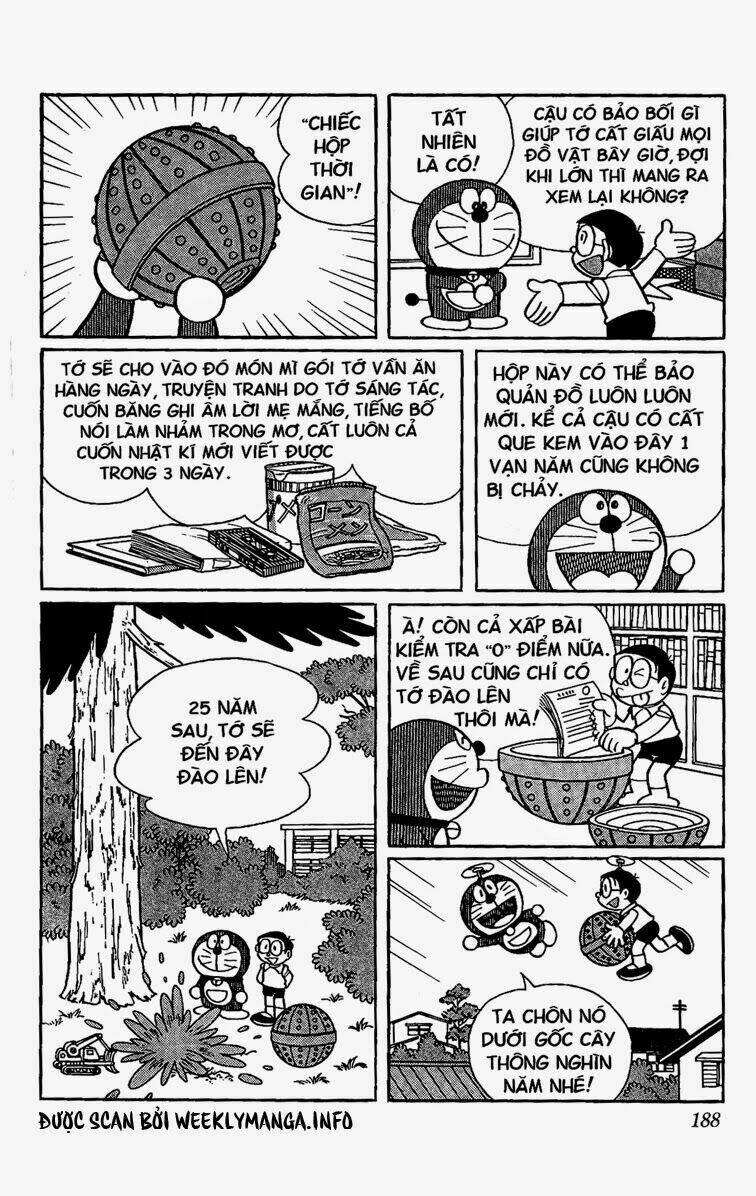 CẬU CÓ BẢO BỐI GÌ
GIÚP TỚ CẤT GIẤU MỌI
ĐỒ VẬT BÂY GIỜ, ĐỢI
KHI LỚN THÌ MANG RA
XEM LẠI KHÔNG?
TẤT
NHIÊN
LÀ CÓ!
"CHIẾC
HỘP
THỜI
GIAN"!
HỘP NÀY CÓ THỂ BẢO
QUẢN ĐỒ LUÔN LUÔN
MỚI. KỂ CẢ CẬU CÓ CẤT
QUE KEM VÀO ĐÂY 1
VẠN NĂM CŨNG KHÔNG
BỊ CHẢY.
TỚ SẼ CHO VÀO ĐÓ MÓN MÌ GÓI TỚ VẪN ĂN
HÀNG NGÀY, TRUYỆN TRANH DO TỚ SÁNG TÁC,
CUỐN BĂNG GHI ÂM LỜI MẸ MẮNG, TIẾNG BỐ
NÓI LÀM NHẢM TRONG MƠ, CẤT LUÔN CẢ
CUỐN NHẬT KÍ MỚI VIẾT ĐƯỢC
TRONG 3 NGÀY.
コーン
メン
À! CÒN CẢ XẤP BÀI
KIỂM TRA "0" ĐIỂM NỮA.
VỀ SAU CŨNG CHỈ CÓ
TỚ ĐÀO LÊN
THÔI MÀ!
TA CHÔN NÓ
DƯỚI GỐC CÂY
THÔNG NGHÌN
NĂM NHÉ!
25 NĂM
SAU, TỚ SẼ
ĐẾN ĐÂY
ĐÀO LÊN!
ĐƯỢC SCAN BỞI WEEKLYMANGA.INFO
188